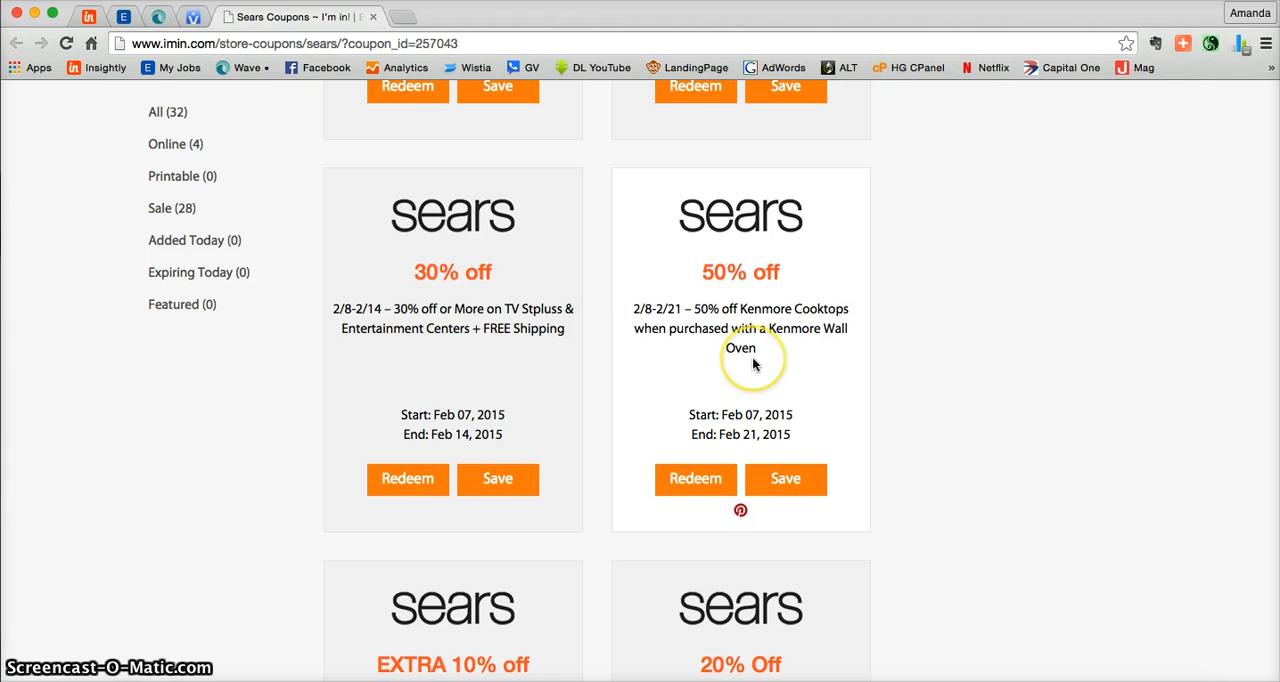 Sears Coupons ~ I'm in! | E
Amanda
www.imin.com/store-coupons/sears/?coupon_id=257043
Apps Insightly My Jobs Wave • Facebook Analytics Wistia GV DL YouTube LandingPage AdWords ALT HG CPanel Netflix Capital One Mag »
Redeem Save Redeem Save
All (32)
Online (4)
Printable (0)
Sale (28)
Added Today (0)
Expiring Today (0)
Featured (0)
sears
30% off
2/8-2/14 – 30% off or More on TV Stpluss &
Entertainment Centers + FREE Shipping
Start: Feb 07, 2015
End: Feb 14, 2015
Redeem Save
sears
50% off
2/8-2/21 – 50% off Kenmore Cooktops
when purchased with a Kenmore Wall
Oven
Start: Feb 07, 2015
End: Feb 21, 2015
Redeem Save
sears
EXTRA 10% off
sears
20% Off
Screencast-O-Matic.com